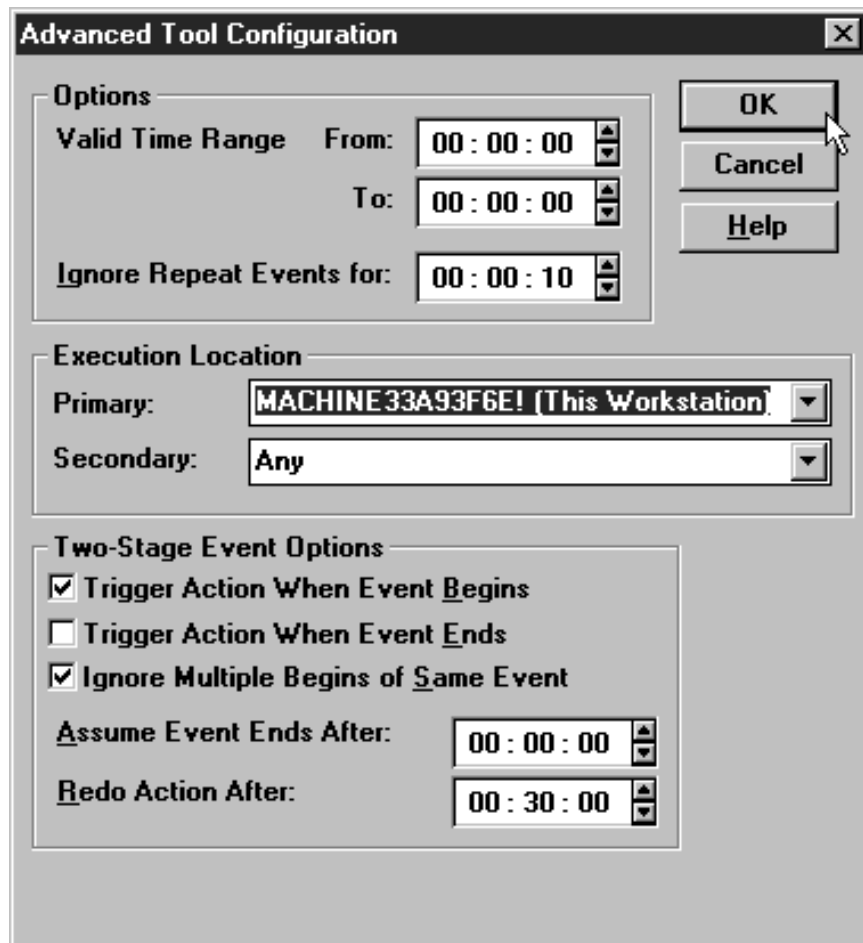 Advanced Tool Configuration
Options
OK
Valid Time Range From: 00 : 00 : 00
Cancel
To: 00 : 00 : 00
Help
Ignore Repeat Events for: 00 : 00 : 10
Execution Location
Primary: MACHINE33A93F6E! (This Workstation)
Secondary: Any
Two-Stage Event Options
Trigger Action When Event Begins
Trigger Action When Event Ends
Ignore Multiple Begins of Same Event
Assume Event Ends After: 00 : 00 : 00
Redo Action After: 00 : 30 : 00